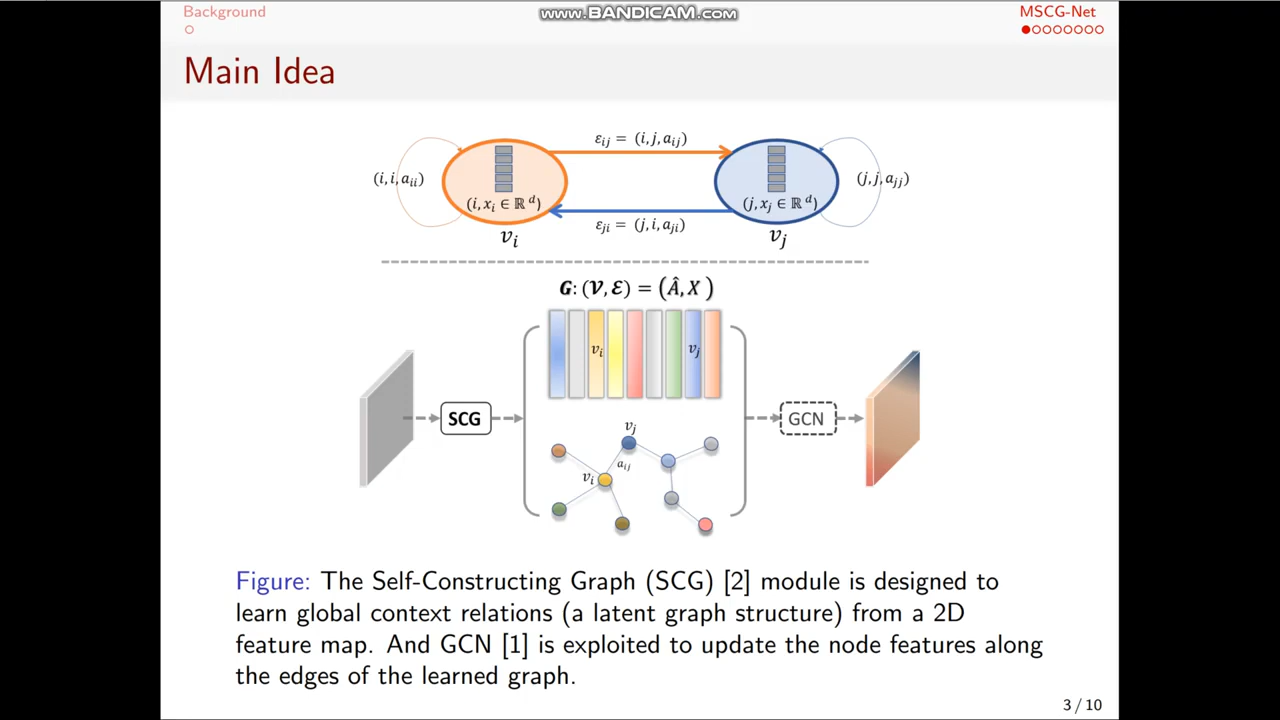 Background
www.BANDICAM.com
MSCG-Net
Main Idea
εij = (i, j, aij)
(i, i, aii)
(i, xi ∈ ℝ d)
(j, xj ∈ ℝ d)
(j, j, ajj)
εji = (j, i, aji)
vi
vj
G: (V, Ɛ) = (Â, X )
vi
vj
SCG
GCN
vj
aij
vi
Figure: The Self-Constructing Graph (SCG) [2] module is designed to
learn global context relations (a latent graph structure) from a 2D
feature map. And GCN [1] is exploited to update the node features along
the edges of the learned graph.
3 / 10